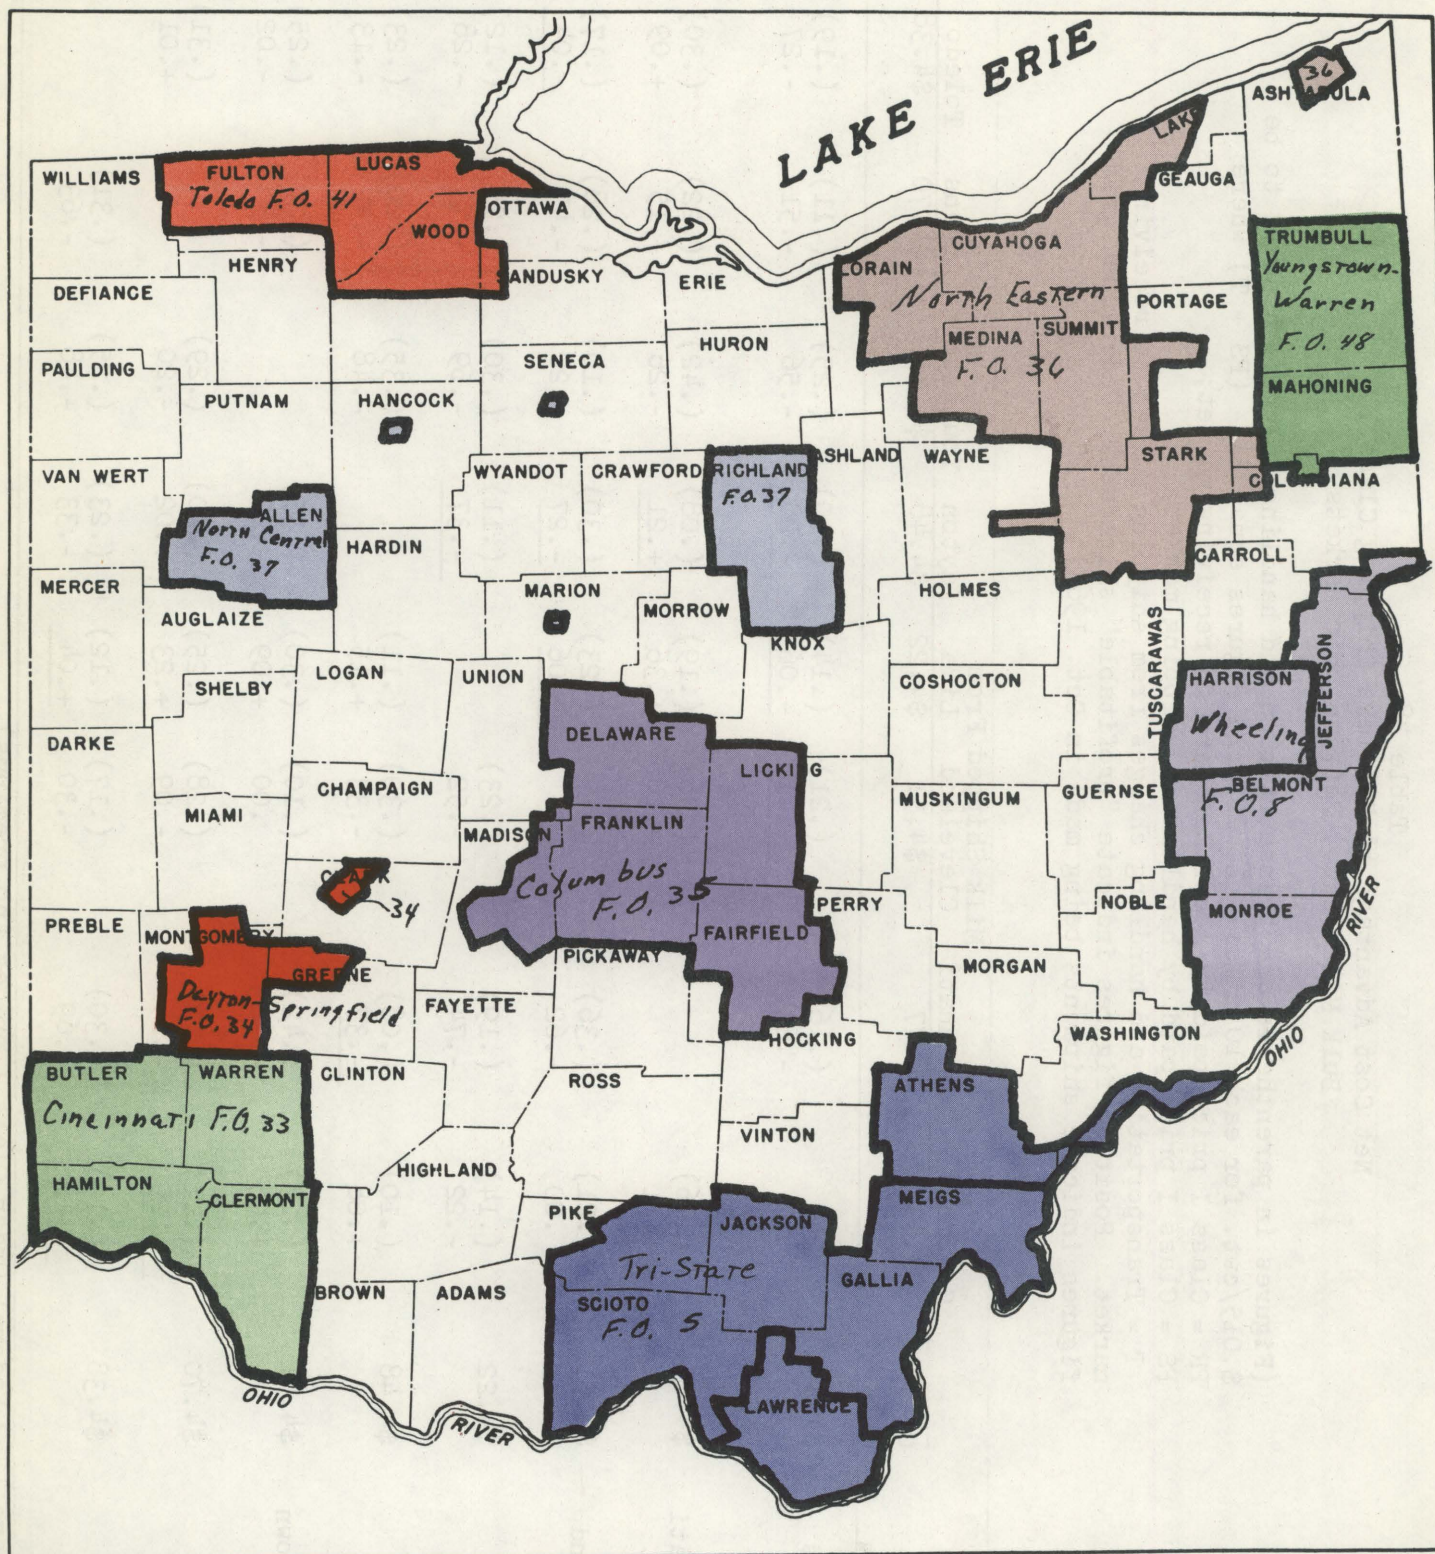 LAKE ERIE
36
ASHTABULA
LAKE
GEAUGA
WILLIAMS
FULTON
LUCAS
Toledo F.O. 41
OTTAWA
WOOD
HENRY
SANDUSKY
ERIE
LORAIN
CUYAHOGA
North Eastern
TRUMBULL
Youngstown-
Warren
F.O. 48
DEFIANCE
PORTAGE
MEDINA
SUMMIT
F.O. 36
HURON
SENECA
PAULDING
MAHONING
PUTNAM
HANCOCK
VAN WERT
WYANDOT
CRAWFORD
RICHLAND
F.O. 37
ASHLAND
WAYNE
STARK
COLUMBIANA
ALLEN
North Central
F.O. 37
HARDIN
CARROLL
MERCER
MARION
MORROW
HOLMES
AUGLAIZE
KNOX
TUSCARAWAS
LOGAN
UNION
SHELBY
COSHOCTON
HARRISON
JEFFERSON
Wheeling
DARKE
DELAWARE
LICKING
CHAMPAIGN
MUSKINGUM
GUERNSE
BELMONT
F.O. 8
MIAMI
MADISON
FRANKLIN
Columbus
F.O. 35
CLARK
34
PERRY
NOBLE
MONROE
PREBLE
MONTGOMERY
FAIRFIELD
PICKAWAY
GREENE
MORGAN
RIVER
Dayton-
Springfield
F.O. 34
FAYETTE
HOCKING
WASHINGTON
OHIO
BUTLER
WARREN
CLINTON
ROSS
ATHENS
Cincinnati F.O. 33
VINTON
HAMILTON
CLERMONT
HIGHLAND
MEIGS
PIKE
JACKSON
Tri-State
GALLIA
BROWN
ADAMS
SCIOTO
F.O. 5
OHIO
RIVER
LAWRENCE